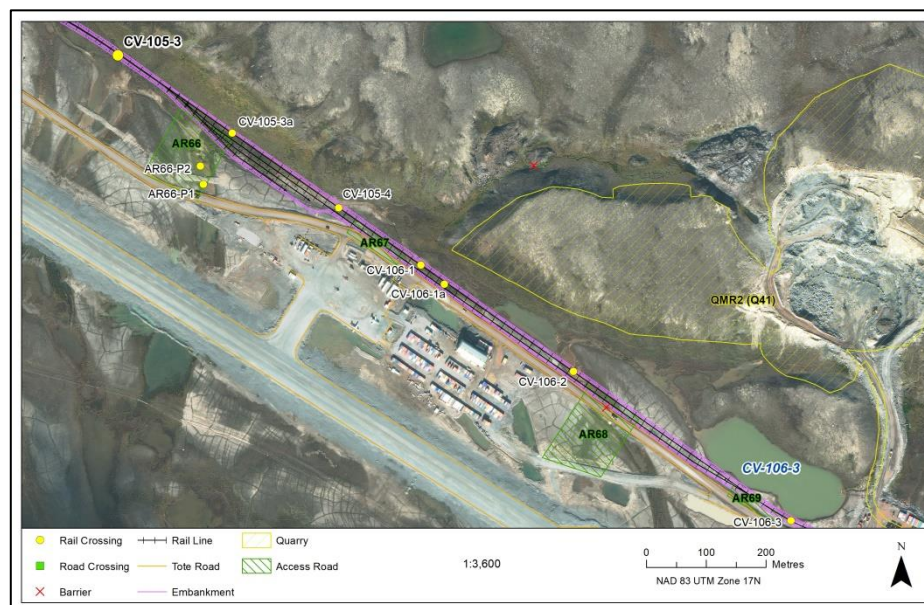 CV-105-3
CV-105-3a
AR66
AR66-P2
AR66-P1
CV-105-4
AR67
CV-106-1
CV-106-1a
QMR2 (Q41)
CV-106-2
AR68
CV-106-3
AR69
CV-106-3
Rail Crossing
Rail Line
Quarry
Road Crossing
Tote Road
Access Road
Barrier
Embankment
1:3,600
0 100 200
Metres
NAD 83 UTM Zone 17N
N